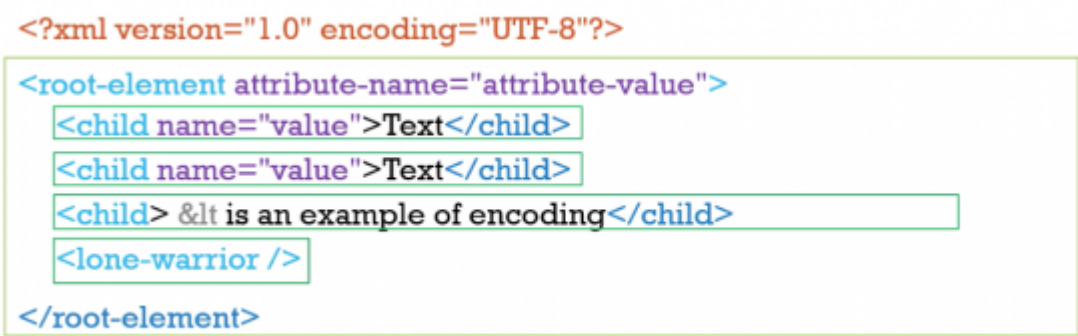 <?xml version="1.0" encoding="UTF-8"?>
<root-element attribute-name="attribute-value">
<child name="value">Text</child>
<child name="value">Text</child>
<child> &lt is an example of encoding</child>
<lone-warrior />
</root-element>